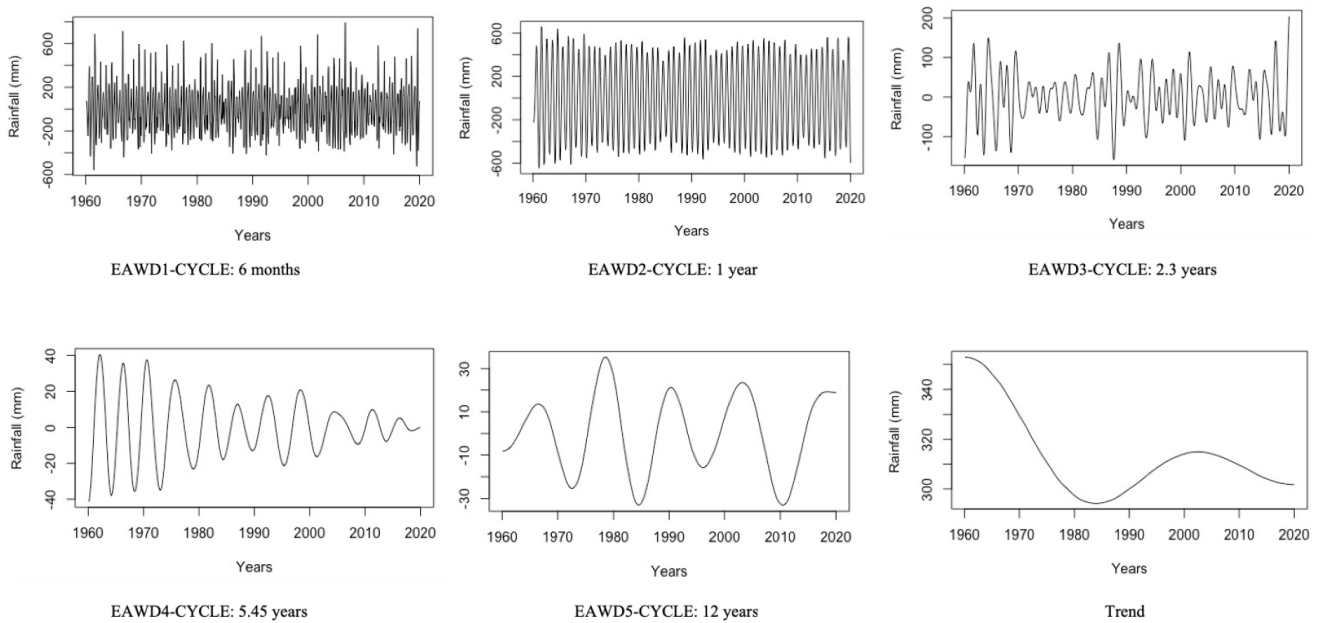 Rainfall (mm)
600
200
-200
-600
1960 1970 1980 1990 2000 2010 2020
Years
EAWD1-CYCLE: 6 months
Rainfall (mm)
600
200
-200
-600
1960 1970 1980 1990 2000 2010 2020
Years
EAWD2-CYCLE: 1 year
Rainfall (mm)
200
100
0
-100
1960 1970 1980 1990 2000 2010 2020
Years
EAWD3-CYCLE: 2.3 years
Rainfall (mm)
40
20
0
-20
-40
1960 1970 1980 1990 2000 2010 2020
Years
EAWD4-CYCLE: 5.45 years
Rainfall (mm)
30
10
-10
-30
1960 1970 1980 1990 2000 2010 2020
Years
EAWD5-CYCLE: 12 years
Rainfall (mm)
340
320
300
1960 1970 1980 1990 2000 2010 2020
Years
Trend